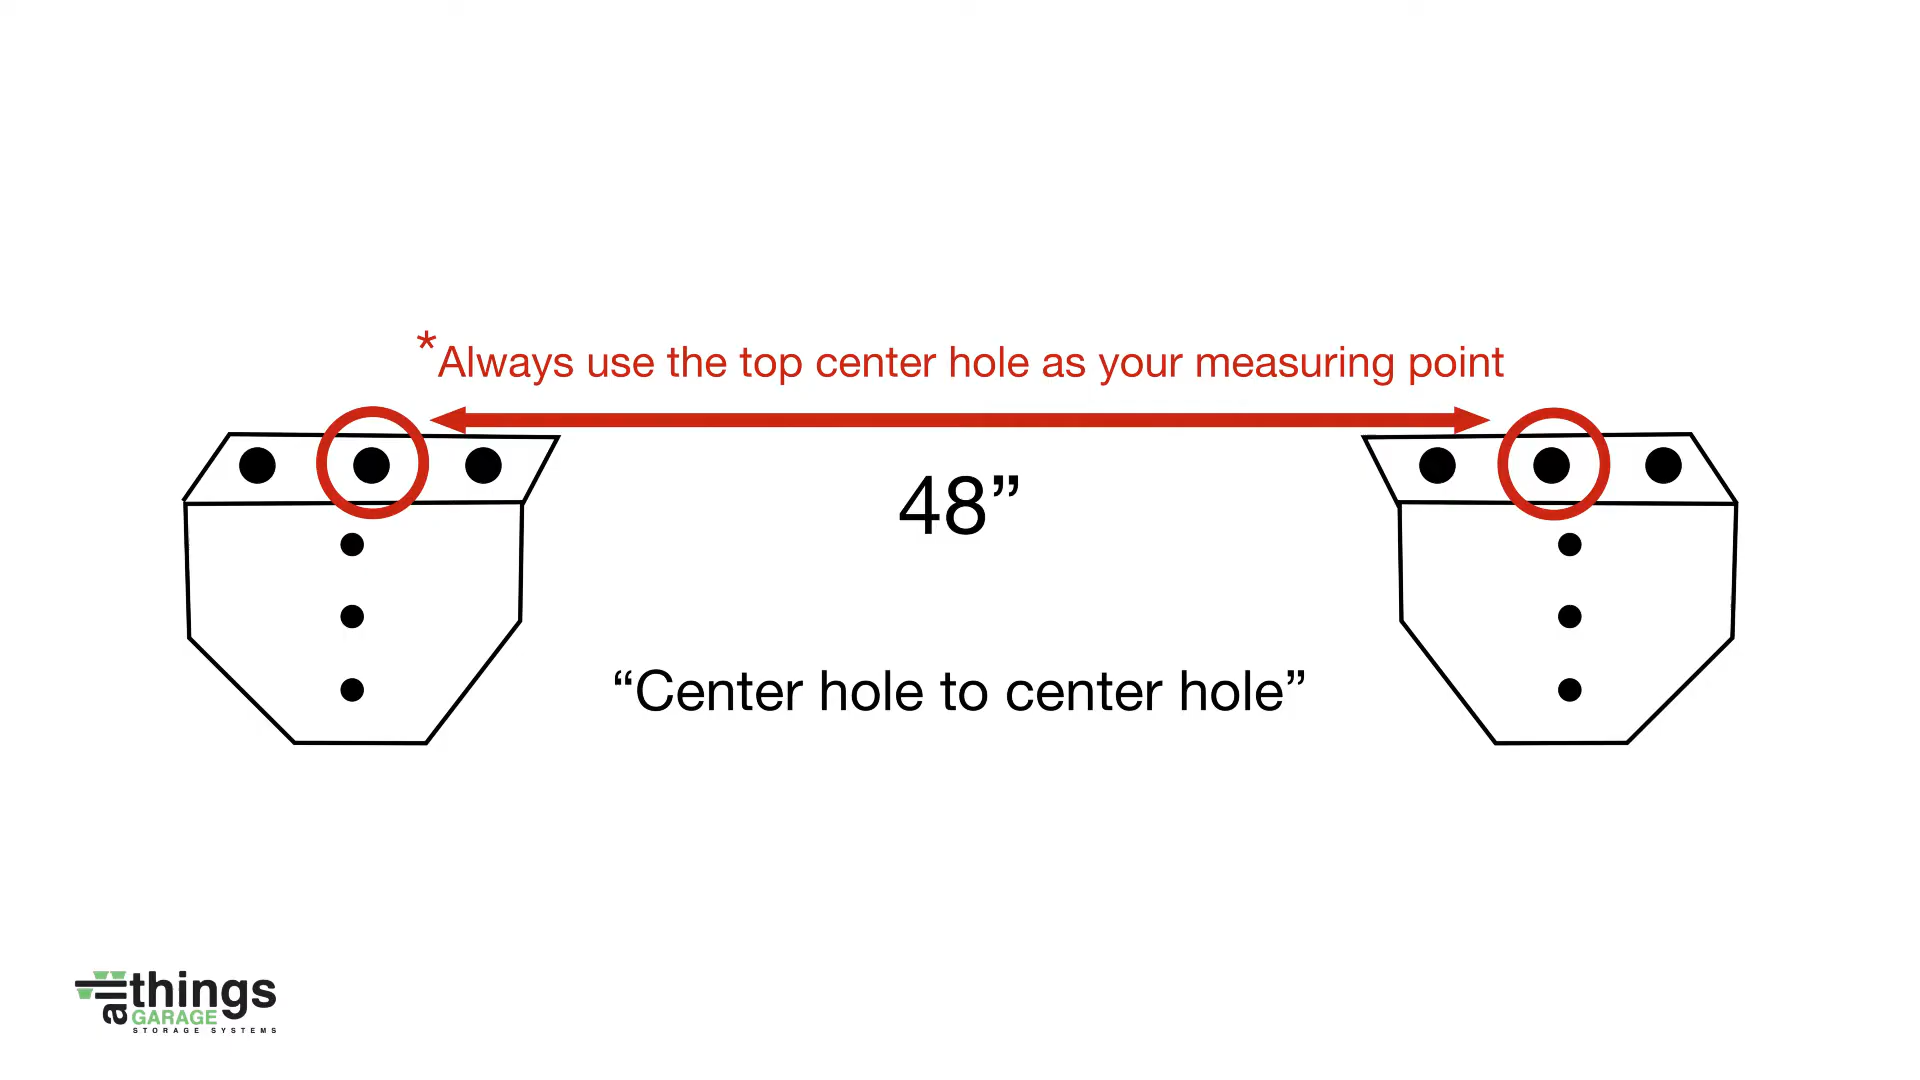 *Always use the top center hole as your measuring point
48”
“Center hole to center hole”
all things
GARAGE
STORAGE SYSTEMS